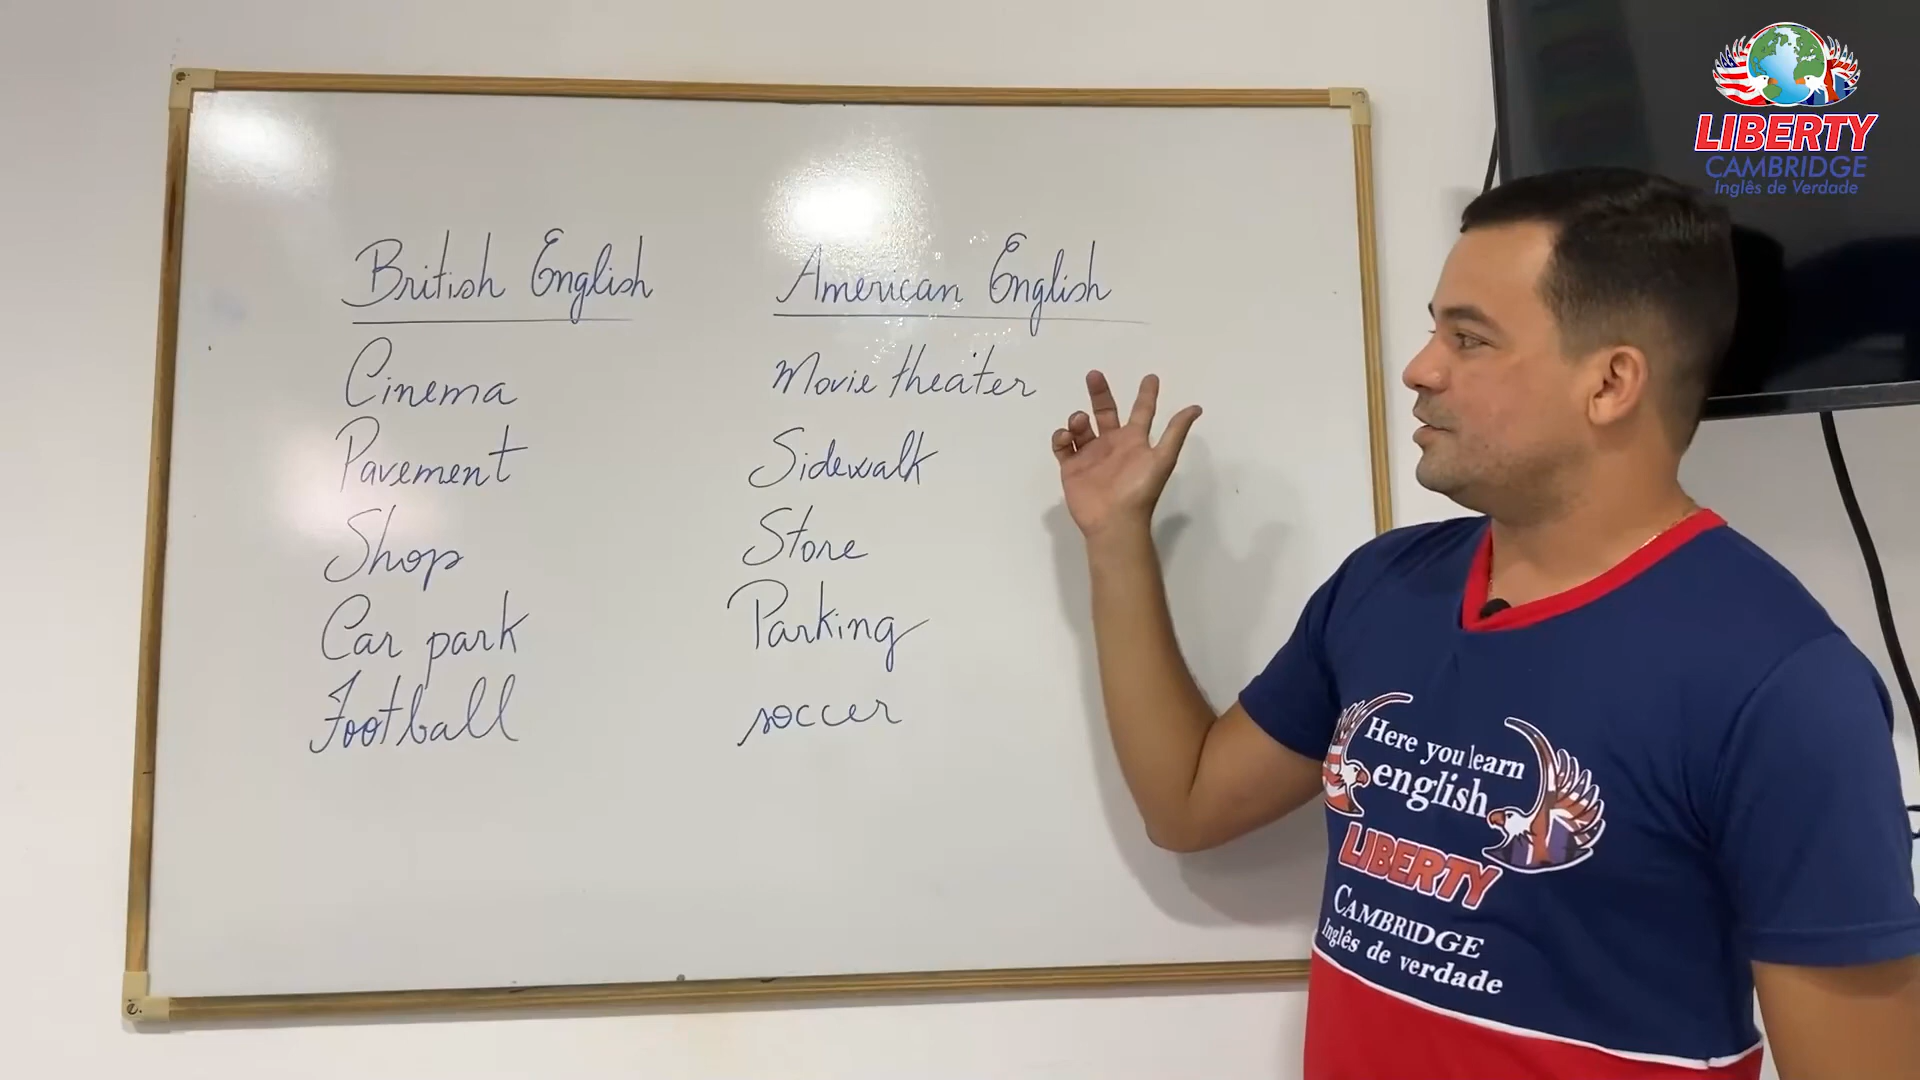 LIBERTY
CAMBRIDGE
Inglês de Verdade
British English
American English
Cinema
Movie theater
Pavement
Sidewalk
Shop
Store
Car park
Parking
Football
soccer
Here you learn
english
LIBERTY
CAMBRIDGE
Inglês de verdade